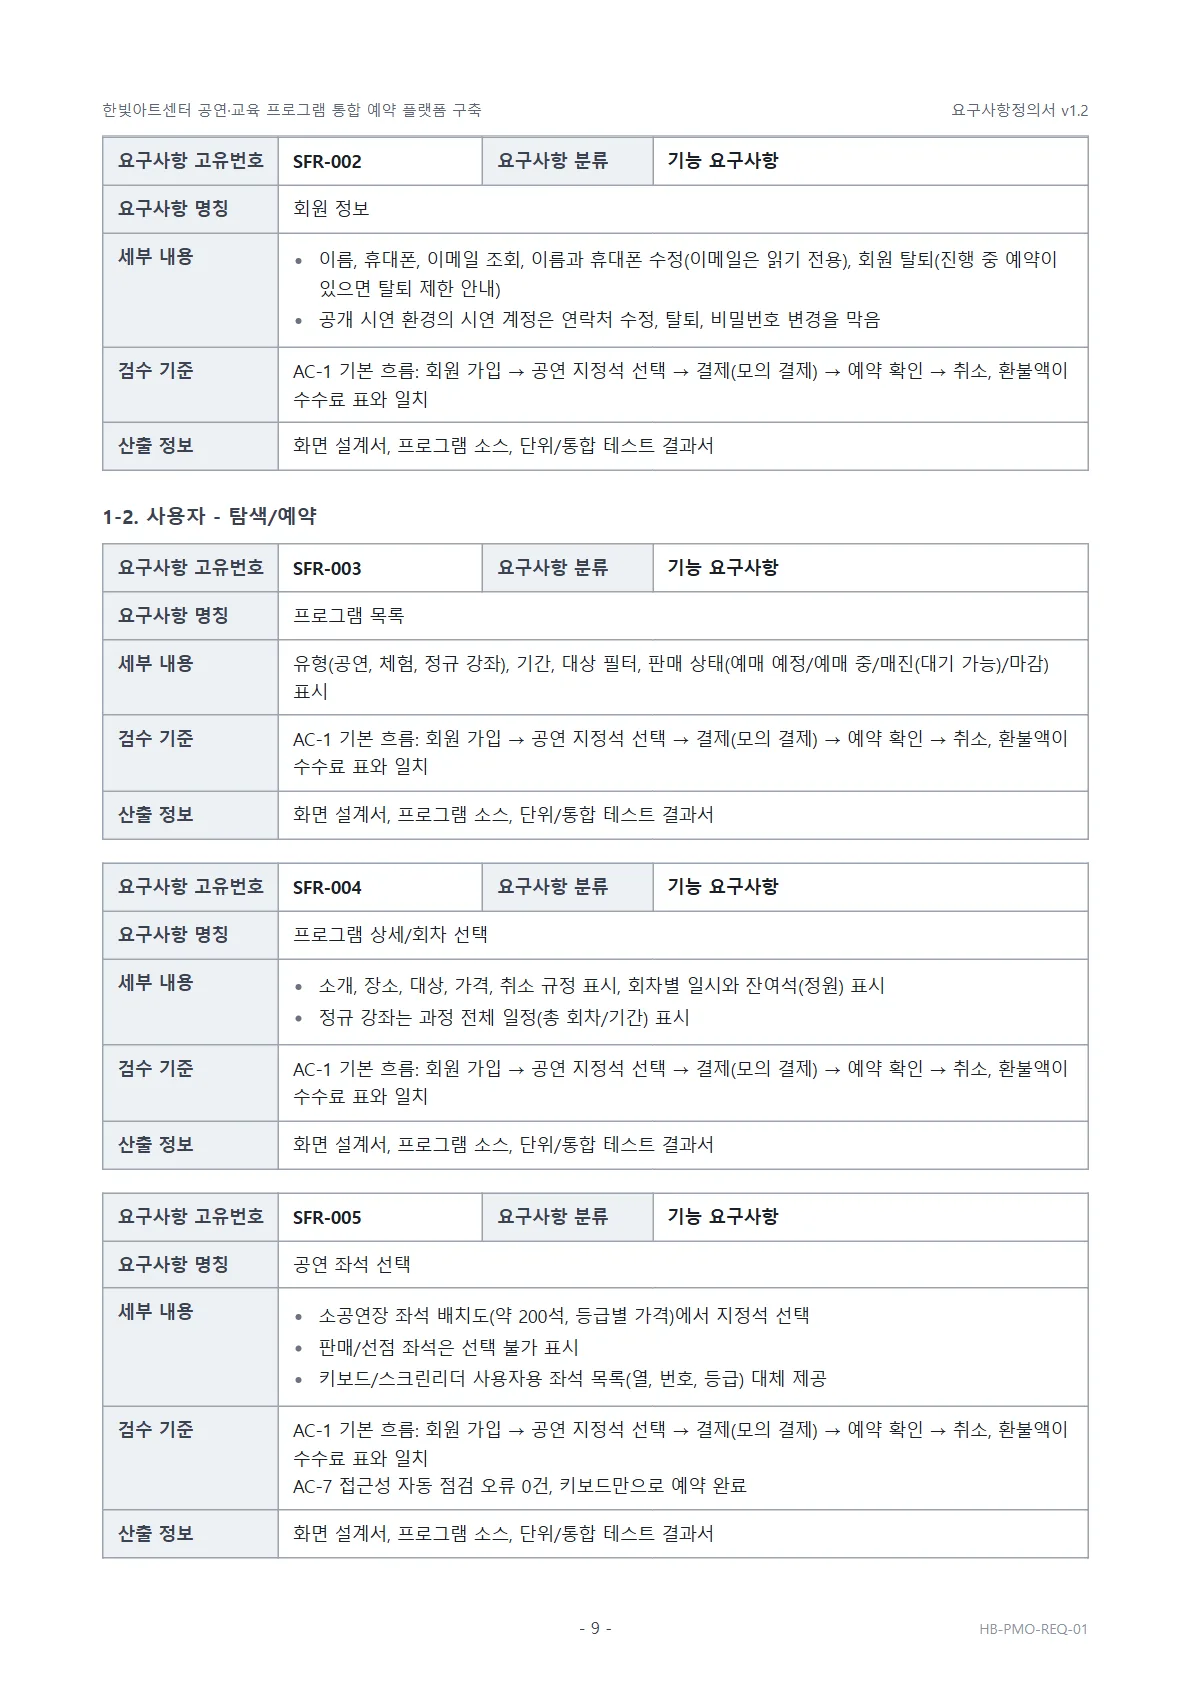 한빛아트센터 공연·교육 프로그램 통합 예약 플랫폼 구축 요구사항정의서 v1.2
요구사항 고유번호 SFR-002 요구사항 분류 기능 요구사항
요구사항 명칭 회원 정보
세부 내용
• 이름, 휴대폰, 이메일 조회, 이름과 휴대폰 수정(이메일은 읽기 전용), 회원 탈퇴(진행 중 예약이
있으면 탈퇴 제한 안내)
• 공개 시연 환경의 시연 계정은 연락처 수정, 탈퇴, 비밀번호 변경을 막음
검수 기준 AC-1 기본 흐름: 회원 가입 → 공연 지정석 선택 → 결제(모의 결제) → 예약 확인 → 취소, 환불액이
수수료 표와 일치
산출 정보 화면 설계서, 프로그램 소스, 단위/통합 테스트 결과서
1-2. 사용자 - 탐색/예약
요구사항 고유번호 SFR-003 요구사항 분류 기능 요구사항
요구사항 명칭 프로그램 목록
세부 내용 유형(공연, 체험, 정규 강좌), 기간, 대상 필터, 판매 상태(예매 예정/예매 중/매진(대기 가능)/마감)
표시
검수 기준 AC-1 기본 흐름: 회원 가입 → 공연 지정석 선택 → 결제(모의 결제) → 예약 확인 → 취소, 환불액이
수수료 표와 일치
산출 정보 화면 설계서, 프로그램 소스, 단위/통합 테스트 결과서
요구사항 고유번호 SFR-004 요구사항 분류 기능 요구사항
요구사항 명칭 프로그램 상세/회차 선택
세부 내용
• 소개, 장소, 대상, 가격, 취소 규정 표시, 회차별 일시와 잔여석(정원) 표시
• 정규 강좌는 과정 전체 일정(총 회차/기간) 표시
검수 기준 AC-1 기본 흐름: 회원 가입 → 공연 지정석 선택 → 결제(모의 결제) → 예약 확인 → 취소, 환불액이
수수료 표와 일치
산출 정보 화면 설계서, 프로그램 소스, 단위/통합 테스트 결과서
요구사항 고유번호 SFR-005 요구사항 분류 기능 요구사항
요구사항 명칭 공연 좌석 선택
세부 내용
• 소공연장 좌석 배치도(약 200석, 등급별 가격)에서 지정석 선택
• 판매/선점 좌석은 선택 불가 표시
• 키보드/스크린리더 사용자용 좌석 목록(열, 번호, 등급) 대체 제공
검수 기준 AC-1 기본 흐름: 회원 가입 → 공연 지정석 선택 → 결제(모의 결제) → 예약 확인 → 취소, 환불액이
수수료 표와 일치
AC-7 접근성 자동 점검 오류 0건, 키보드만으로 예약 완료
산출 정보 화면 설계서, 프로그램 소스, 단위/통합 테스트 결과서
- 9 - HB-PMO-REQ-01